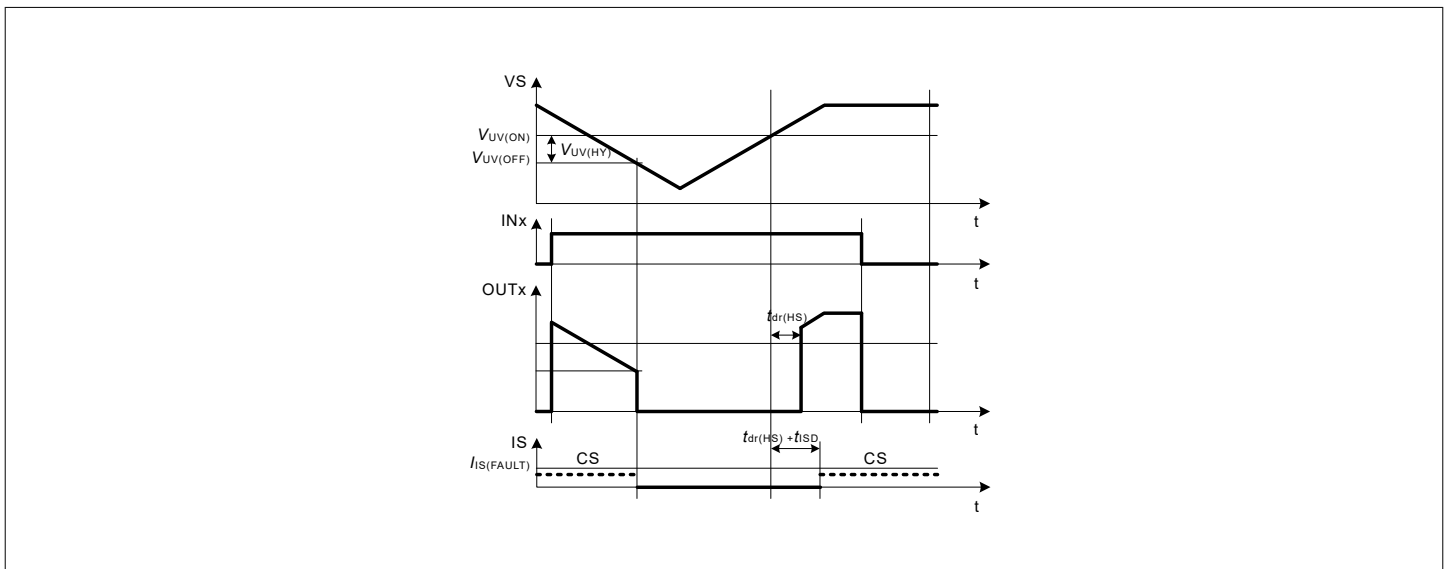 VS
VUV(ON)
VUV(HY)
VUV(OFF)
t
INx
t
OUTx
tdr(HS)
t
tdr(HS) +tISD
IS
CS
CS
IIS(FAULT)
t